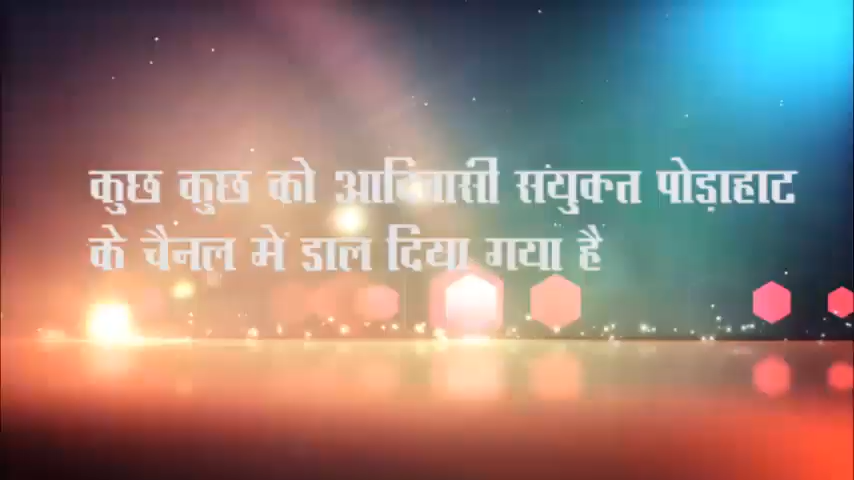 कुछ कुछ को आदिवासी संयुक्त पोड़ाहाट
के चैनल में डाल दिया गया है